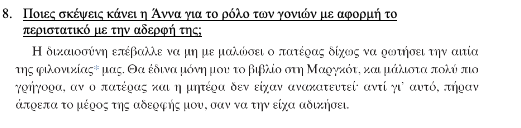 8. Ποιες σκέψεις κάνει η Άννα για το ρόλο των γονιών με αφορμή το
περιστατικό με την αδερφή της;
Η δικαιοσύνη επέβαλλε να μη με μαλώσει ο πατέρας δίχως να ρωτήσει την αιτία
της φιλονικίας* μας. Θα έδινα μόνη μου το βιβλίο στη Μαργκότ, και μάλιστα πολύ πιο
γρήγορα, αν ο πατέρας και η μητέρα δεν είχαν ανακατευτεί· αντί γι' αυτό, πήραν
άπρεπα το μέρος της αδερφής μου, σαν να την είχα αδικήσει.